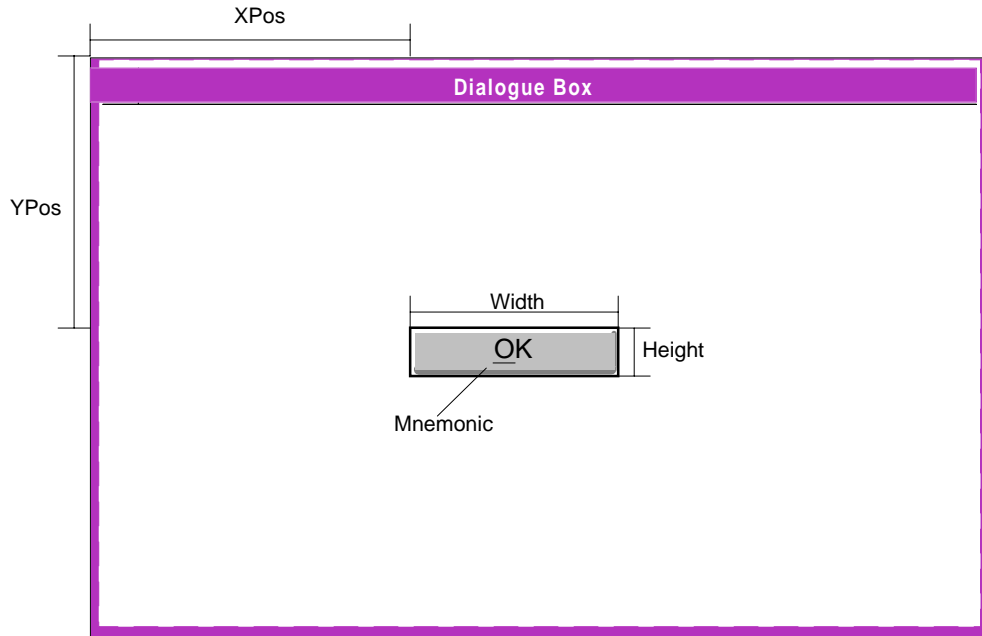 XPos
Dialogue Box
YPos
Width
OK
Height
Mnemonic